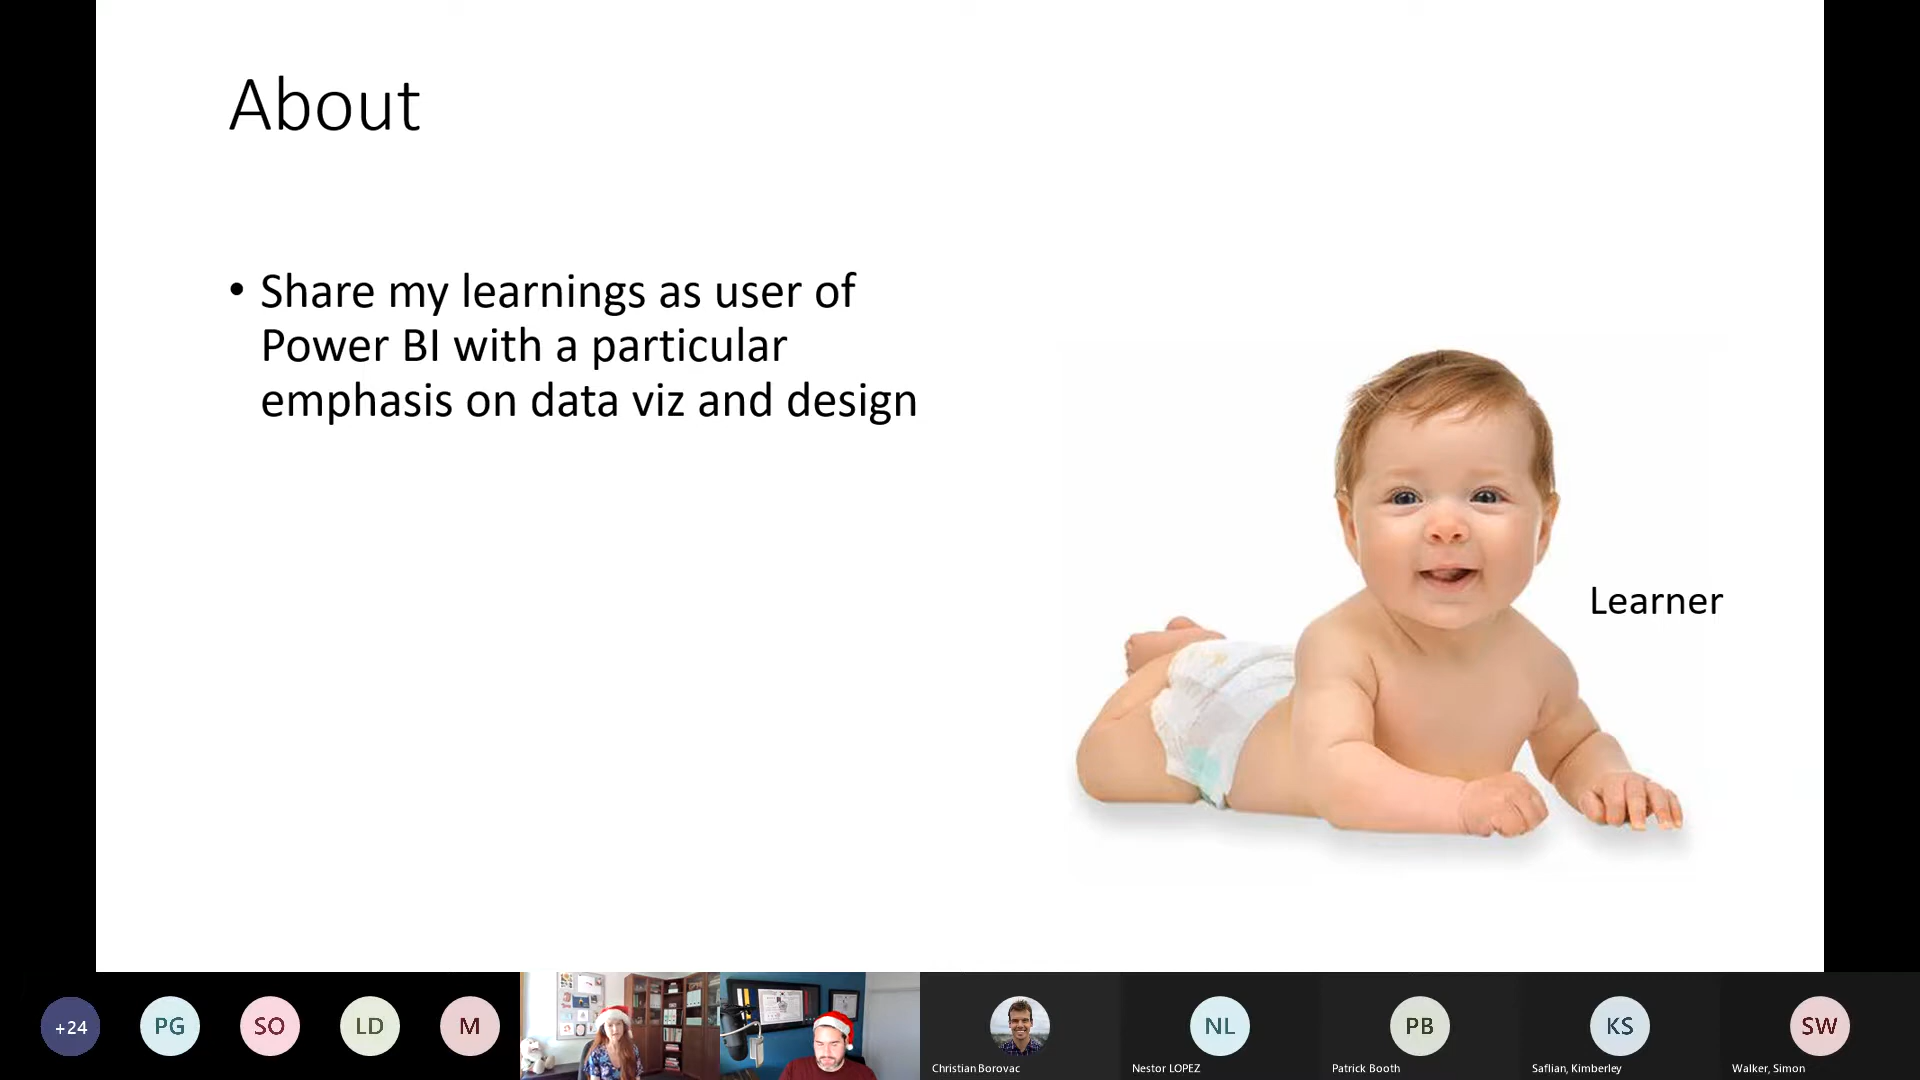 About
• Share my learnings as user of
Power BI with a particular
emphasis on data viz and design
Learner
+24
PG
SO
LD
M
NL
PB
KS
SW
Christian Borovac
Nestor LOPEZ
Patrick Booth
Saflian, Kimberley
Walker, Simon